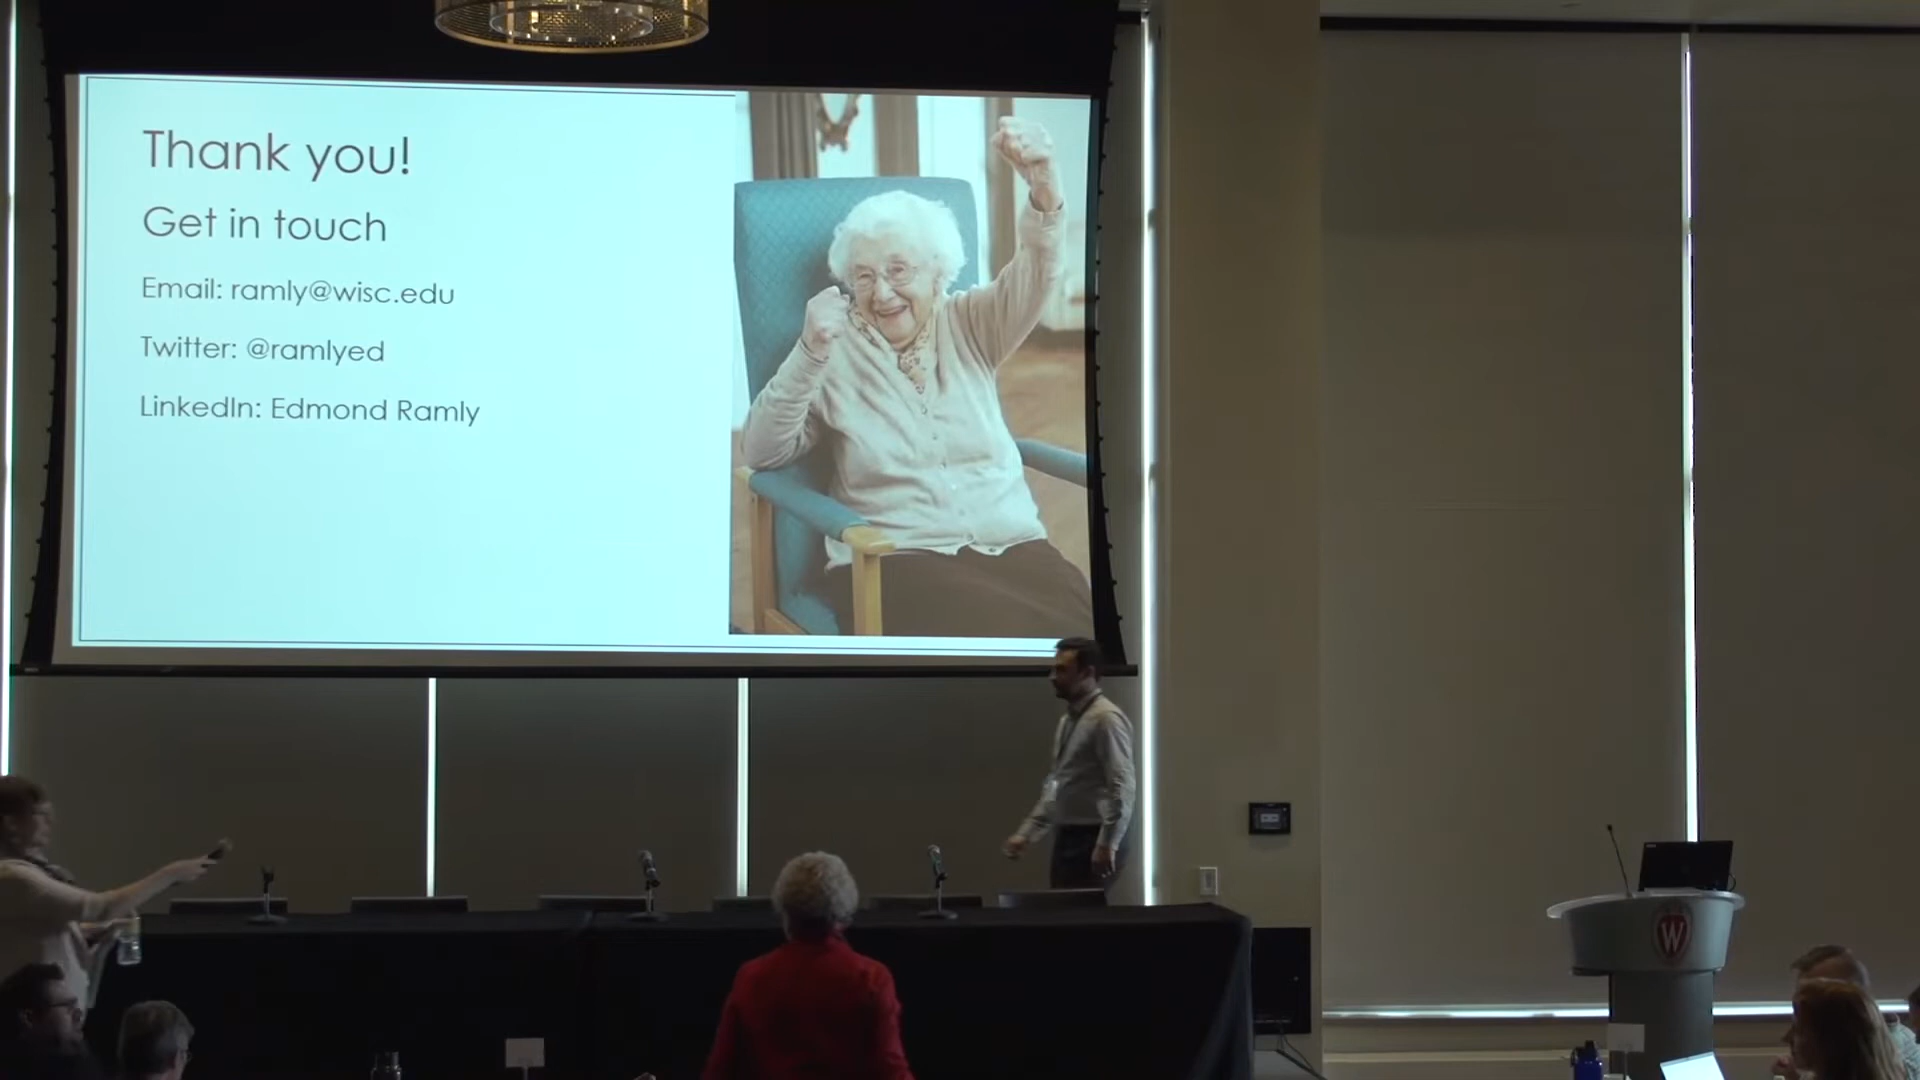 Thank you!
Get in touch
Email: ramly@wisc.edu
Twitter: @ramlyed
LinkedIn: Edmond Ramly
W